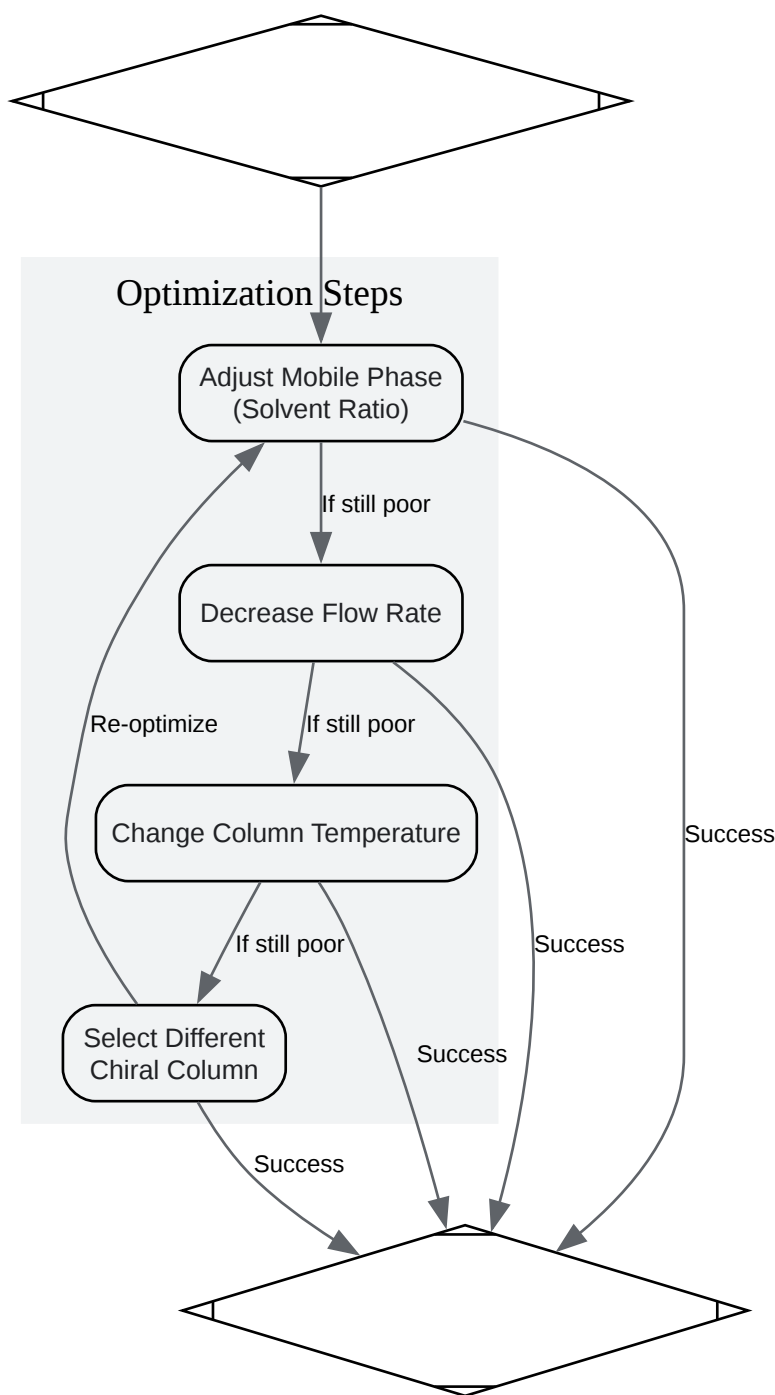 Optimization Steps
Adjust Mobile Phase
(Solvent Ratio)
If still poor
Decrease Flow Rate
Re-optimize
If still poor
Change Column Temperature
Success
If still poor
Success
Select Different
Chiral Column
Success
Success